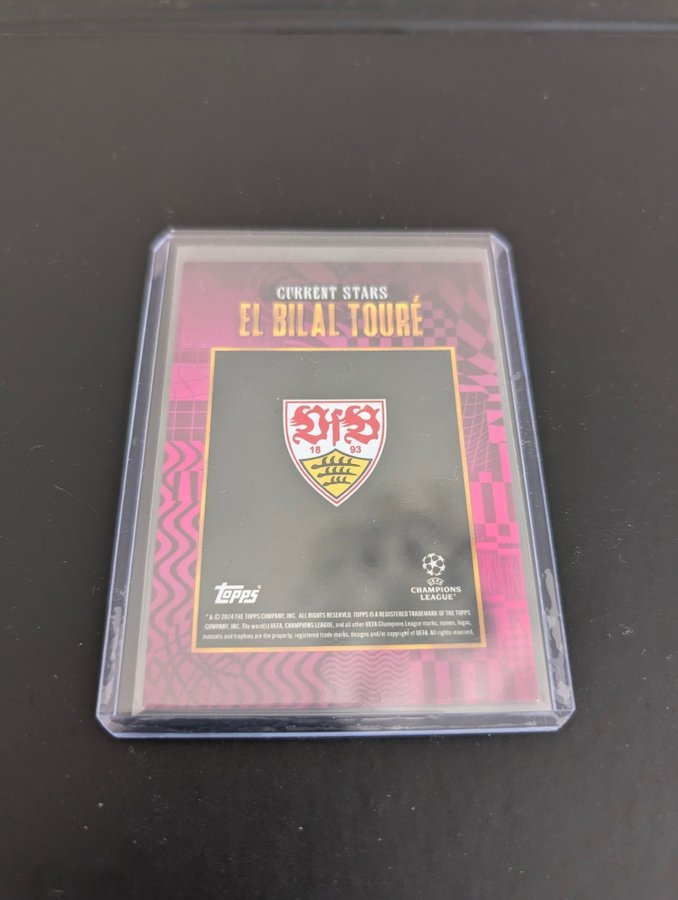 CURRENT STARS
EL BILAL TOURÉ
VfB
18 93
Topps®
UEFA
CHAMPIONS
LEAGUE™
® & © 2024 THE TOPPS COMPANY, INC. ALL RIGHTS RESERVED. TOPPS IS A REGISTERED TRADEMARK OF THE TOPPS
COMPANY, INC. The word(s) UEFA, CHAMPIONS LEAGUE, and all other UEFA Champions League marks, names, logos,
mascots and trophies are the property, registered trade marks, designs and/or copyright of UEFA. All rights reserved.